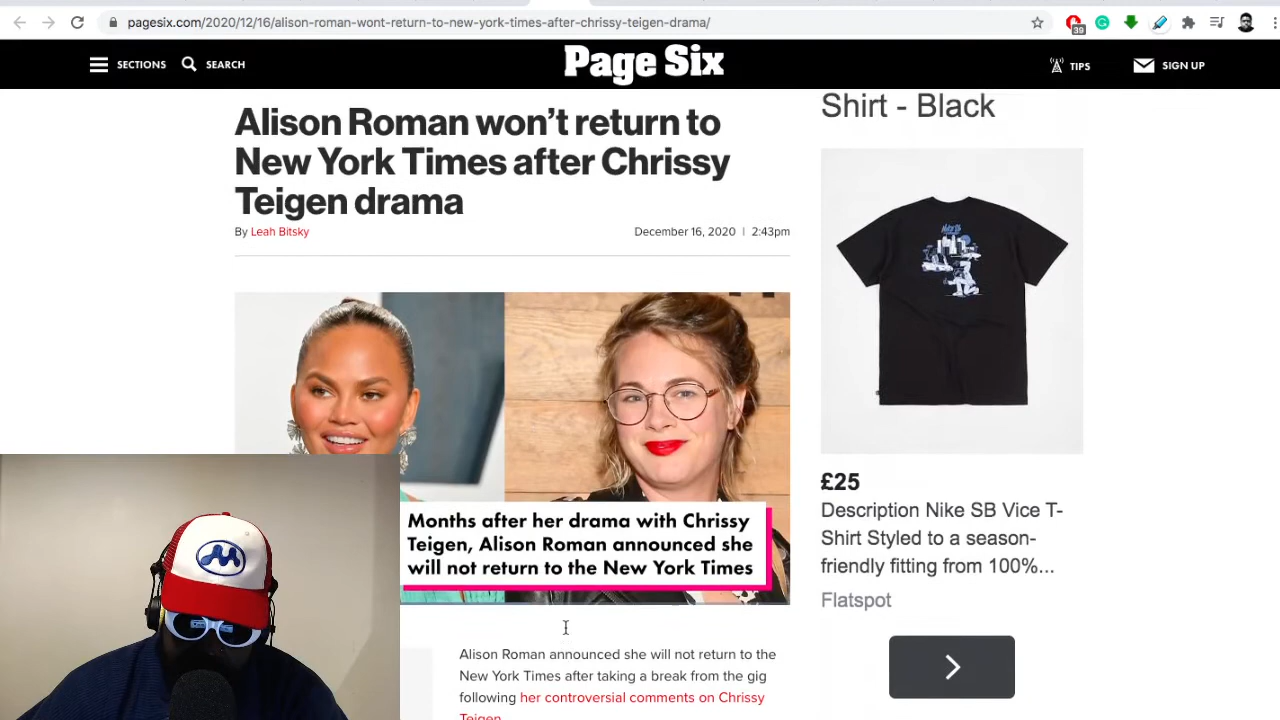 pagesix.com/2020/12/16/alison-roman-wont-return-to-new-york-times-after-chrissy-teigen-drama/
39
SECTIONS
SEARCH
Page Six
TIPS
SIGN UP
Alison Roman won’t return to
New York Times after Chrissy
Teigen drama
By Leah Bitsky
December 16, 2020 | 2:43pm
Months after her drama with Chrissy
Teigen, Alison Roman announced she
will not return to the New York Times
Alison Roman announced she will not return to the
New York Times after taking a break from the gig
following her controversial comments on Chrissy
Teigen.
Shirt - Black
£25
Description Nike SB Vice T-
Shirt Styled to a season-
friendly fitting from 100%...
Flatspot